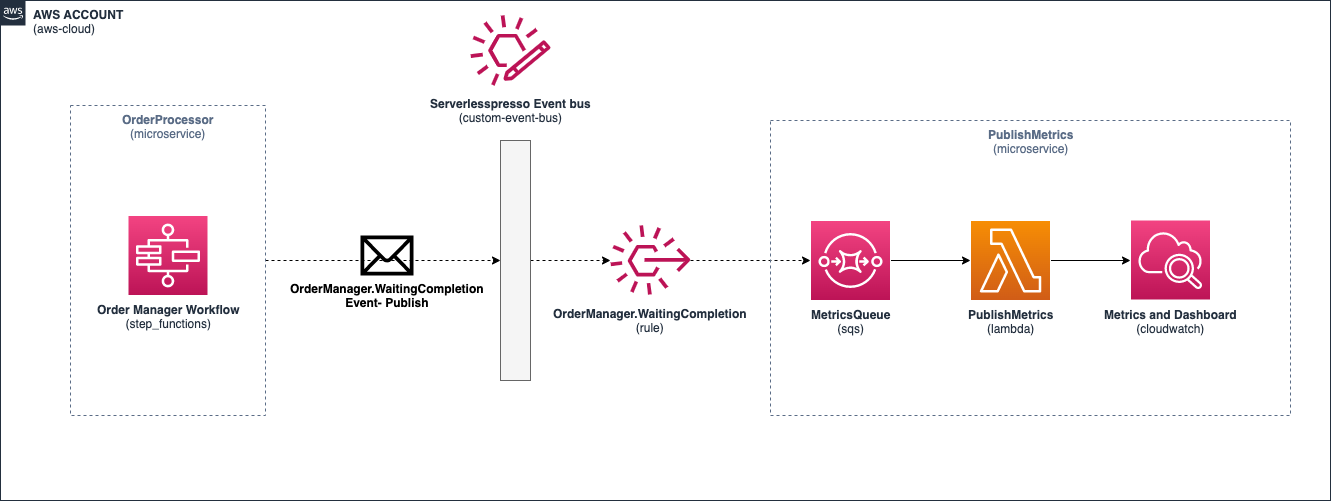 aws
AWS ACCOUNT
(aws-cloud)
Serverlesspresso Event bus
(custom-event-bus)
OrderProcessor
(microservice)
Order Manager Workflow
(step_functions)
OrderManager.WaitingCompletion
Event- Publish
OrderManager.WaitingCompletion
(rule)
PublishMetrics
(microservice)
MetricsQueue
(sqs)
PublishMetrics
(lambda)
Metrics and Dashboard
(cloudwatch)